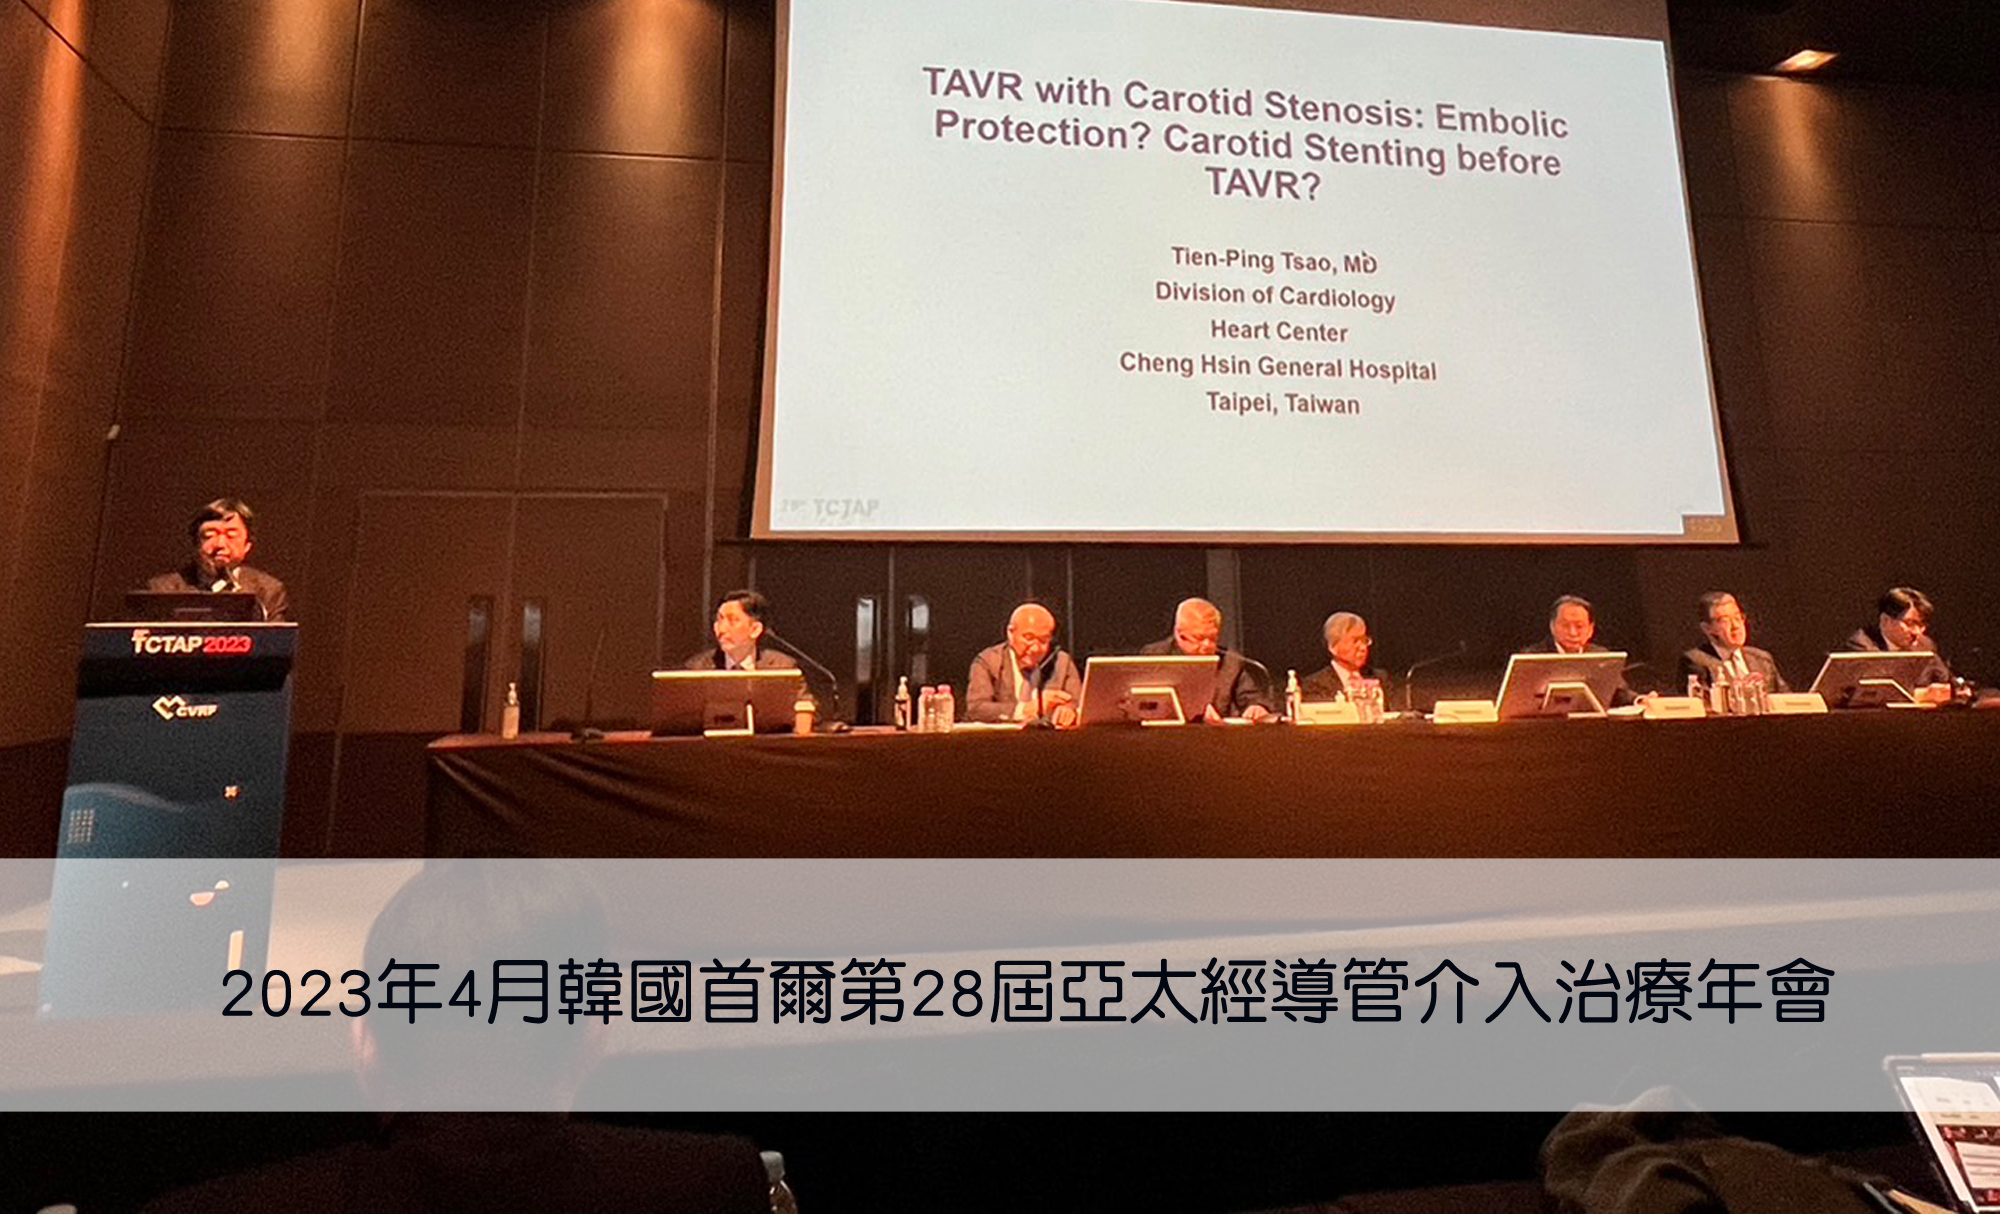 TAVR with Carotid Stenosis: Embolic
Protection? Carotid Stenting before
TAVR?
Tien-Ping Tsao, MD
Division of Cardiology
Heart Center
Cheng Hsin General Hospital
Taipei, Taiwan
TCTAP
TCTAP2023
CVRF
2023年4月韓國首爾第28屆亞太經導管介入治療年會